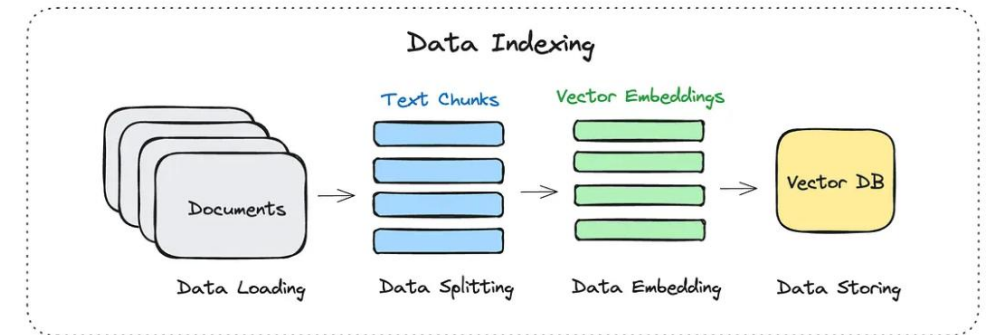 Data Indexing
Text Chunks
Vector Embeddings
Documents
Vector DB
Data Loading
Data Splitting
Data Embedding
Data Storing